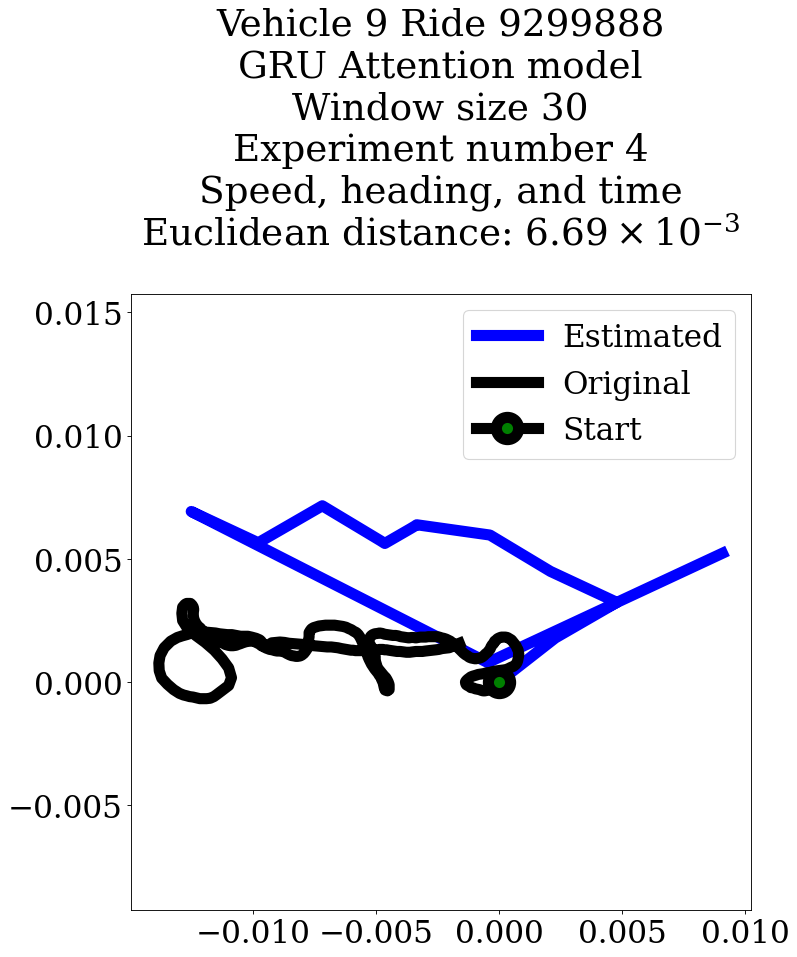 Vehicle 9 Ride 9299888
GRU Attention model
Window size 30
Experiment number 4
Speed, heading, and time
Euclidean distance: 6.69 × 10⁻³
0.015
0.010
0.005
0.000
−0.005
Estimated
Original
Start
−0.010 −0.005 0.000 0.005 0.010